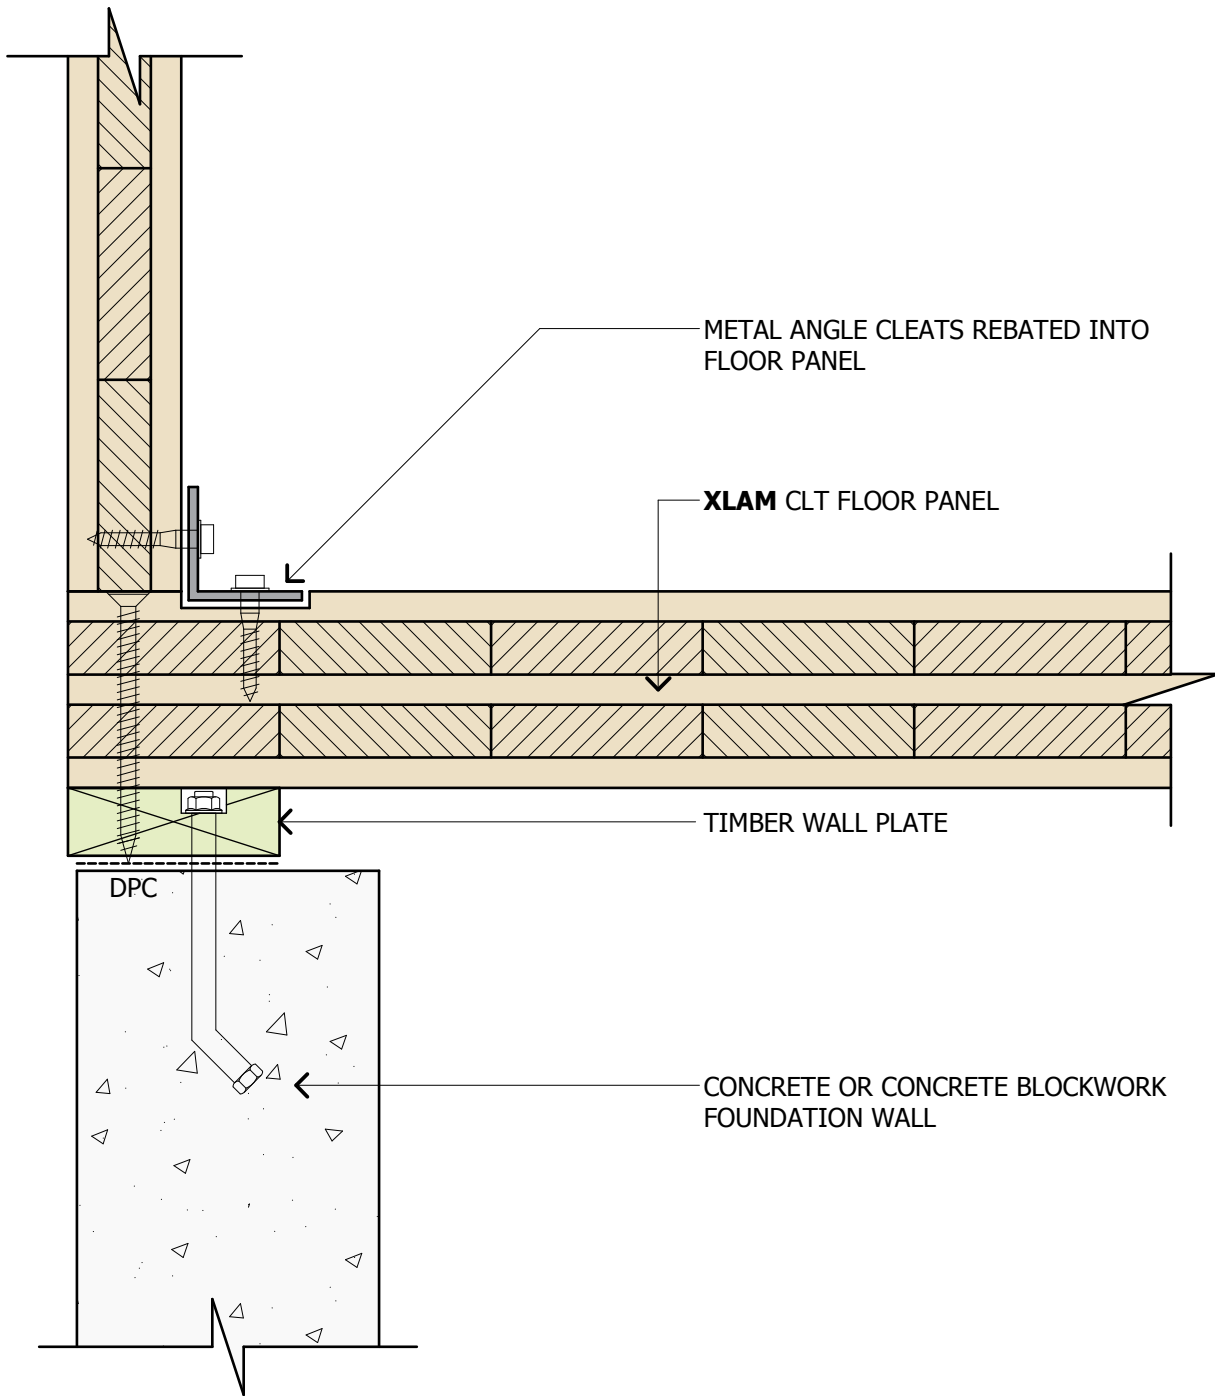 METAL ANGLE CLEATS REBATED INTO
FLOOR PANEL
XLAM CLT FLOOR PANEL
TIMBER WALL PLATE
DPC
CONCRETE OR CONCRETE BLOCKWORK
FOUNDATION WALL